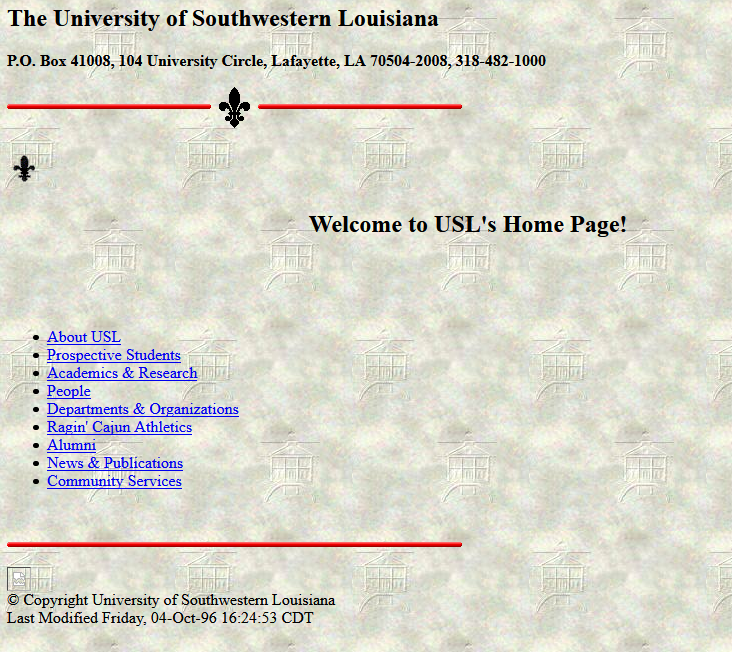 The University of Southwestern Louisiana
P.O. Box 41008, 104 University Circle, Lafayette, LA 70504-2008, 318-482-1000
Welcome to USL's Home Page!
About USL
Prospective Students
Academics & Research
People
Departments & Organizations
Ragin' Cajun Athletics
Alumni
News & Publications
Community Services
© Copyright University of Southwestern Louisiana
Last Modified Friday, 04-Oct-96 16:24:53 CDT